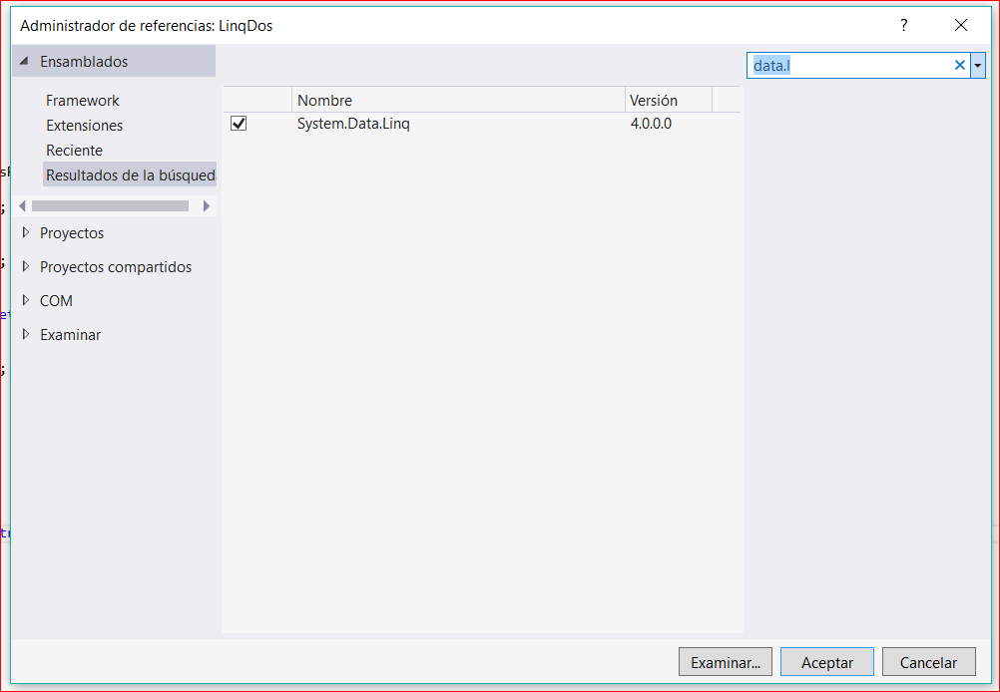 Administrador de referencias: LinqDos
?
Ensamblados
data.l
Framework
Extensiones
Reciente
Resultados de la búsqued
Proyectos
Proyectos compartidos
COM
Examinar
Nombre Versión
System.Data.Linq 4.0.0.0
;
;
;
Examinar... Aceptar Cancelar